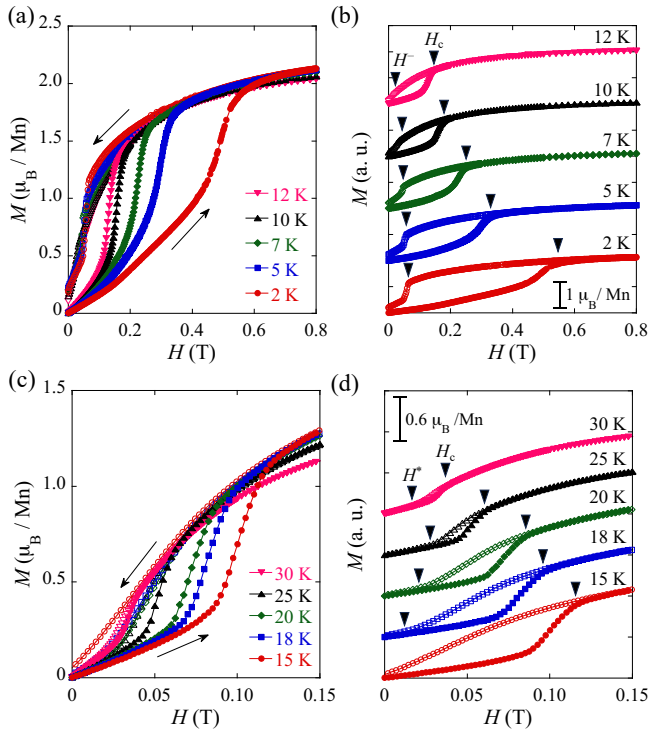 (a)
2.5
2.0
1.5
1.0
0.5
0
M (μB / Mn)
12 K
10 K
7 K
5 K
2 K
0 0.2 0.4 0.6 0.8
H (T)
(b)
H− Hc
12 K
10 K
7 K
5 K
2 K
1 μB / Mn
M (a. u.)
0 0.2 0.4 0.6 0.8
H (T)
(c)
1.5
1.0
0.5
0
M (μB / Mn)
30 K
25 K
20 K
18 K
15 K
0 0.05 0.10 0.15
H (T)
(d)
0.6 μB /Mn
30 K
H* Hc
25 K
20 K
18 K
15 K
M (a. u.)
0 0.05 0.10 0.15
H (T)